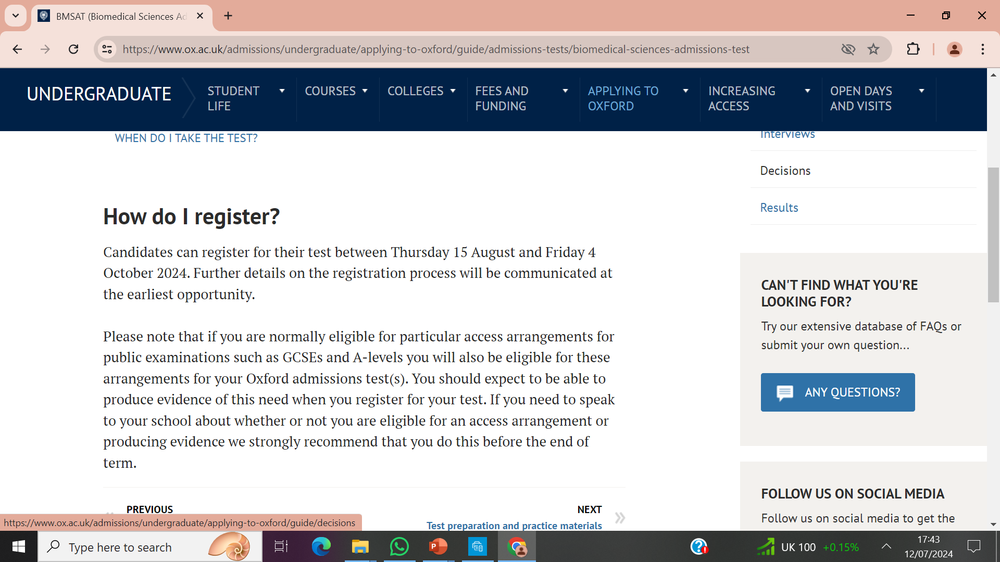 BMSAT (Biomedical Sciences Ad
https://www.ox.ac.uk/admissions/undergraduate/applying-to-oxford/guide/admissions-tests/biomedical-sciences-admissions-test
UNDERGRADUATE
STUDENT
LIFE
COURSES
COLLEGES
FEES AND
FUNDING
APPLYING TO
OXFORD
INCREASING
ACCESS
OPEN DAYS
AND VISITS
WHEN DO I TAKE THE TEST?
How do I register?
Candidates can register for their test between Thursday 15 August and Friday 4
October 2024. Further details on the registration process will be communicated at
the earliest opportunity.
Please note that if you are normally eligible for particular access arrangements for
public examinations such as GCSEs and A-levels you will also be eligible for these
arrangements for your Oxford admissions test(s). You should expect to be able to
produce evidence of this need when you register for your test. If you need to speak
to your school about whether or not you are eligible for an access arrangement or
producing evidence we strongly recommend that you do this before the end of
term.
PREVIOUS
NEXT
Test preparation and practice materials
Interviews
Decisions
Results
CAN'T FIND WHAT YOU'RE
LOOKING FOR?
Try our extensive database of FAQs or
submit your own question...
ANY QUESTIONS?
FOLLOW US ON SOCIAL MEDIA
Follow us on social media to get the
https://www.ox.ac.uk/admissions/undergraduate/applying-to-oxford/guide/decisions
Type here to search
UK 100 +0.15%
17:43
12/07/2024